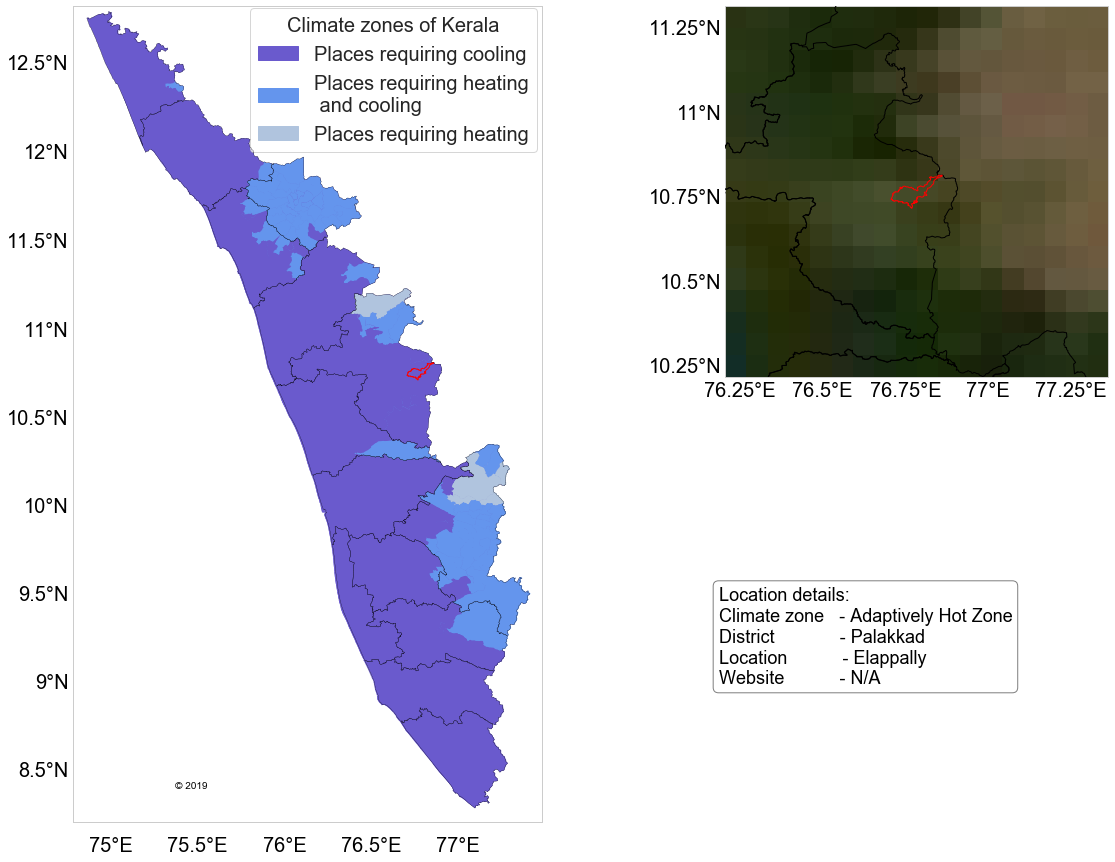 Climate zones of Kerala
Places requiring cooling
Places requiring heating
and cooling
Places requiring heating
12.5°N
12°N
11.5°N
11°N
10.5°N
10°N
9.5°N
9°N
8.5°N
75°E 75.5°E 76°E 76.5°E 77°E
© 2019
11.25°N
11°N
10.75°N
10.5°N
10.25°N
76.25°E 76.5°E 76.75°E 77°E 77.25°E
Location details:
Climate zone - Adaptively Hot Zone
District - Palakkad
Location - Elappally
Website - N/A